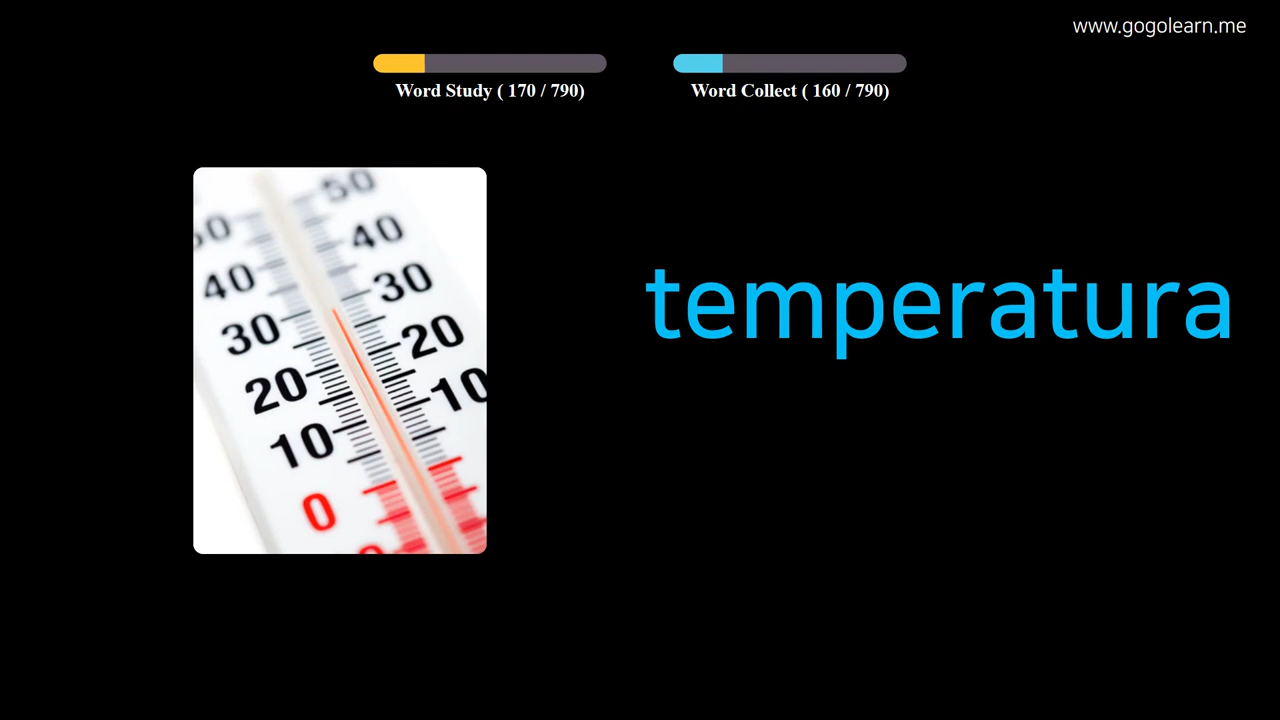 www.gogolearn.me
Word Study ( 170 / 790)
Word Collect ( 160 / 790)
50
50 40
40 30
30 20
20 10
10
0
temperatura